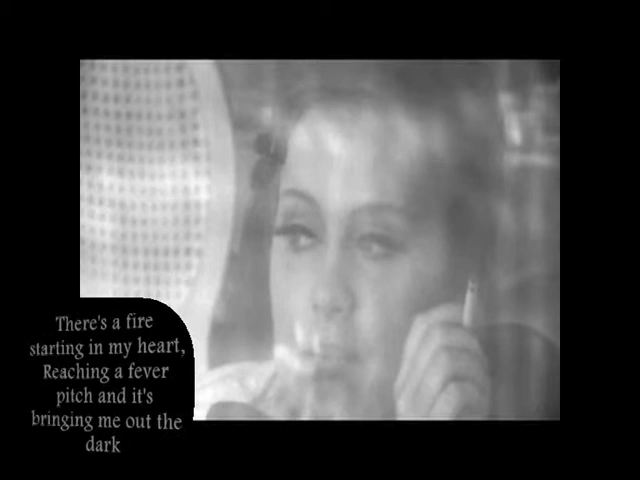 There's a fire
starting in my heart,
Reaching a fever
pitch and it's
bringing me out the
dark